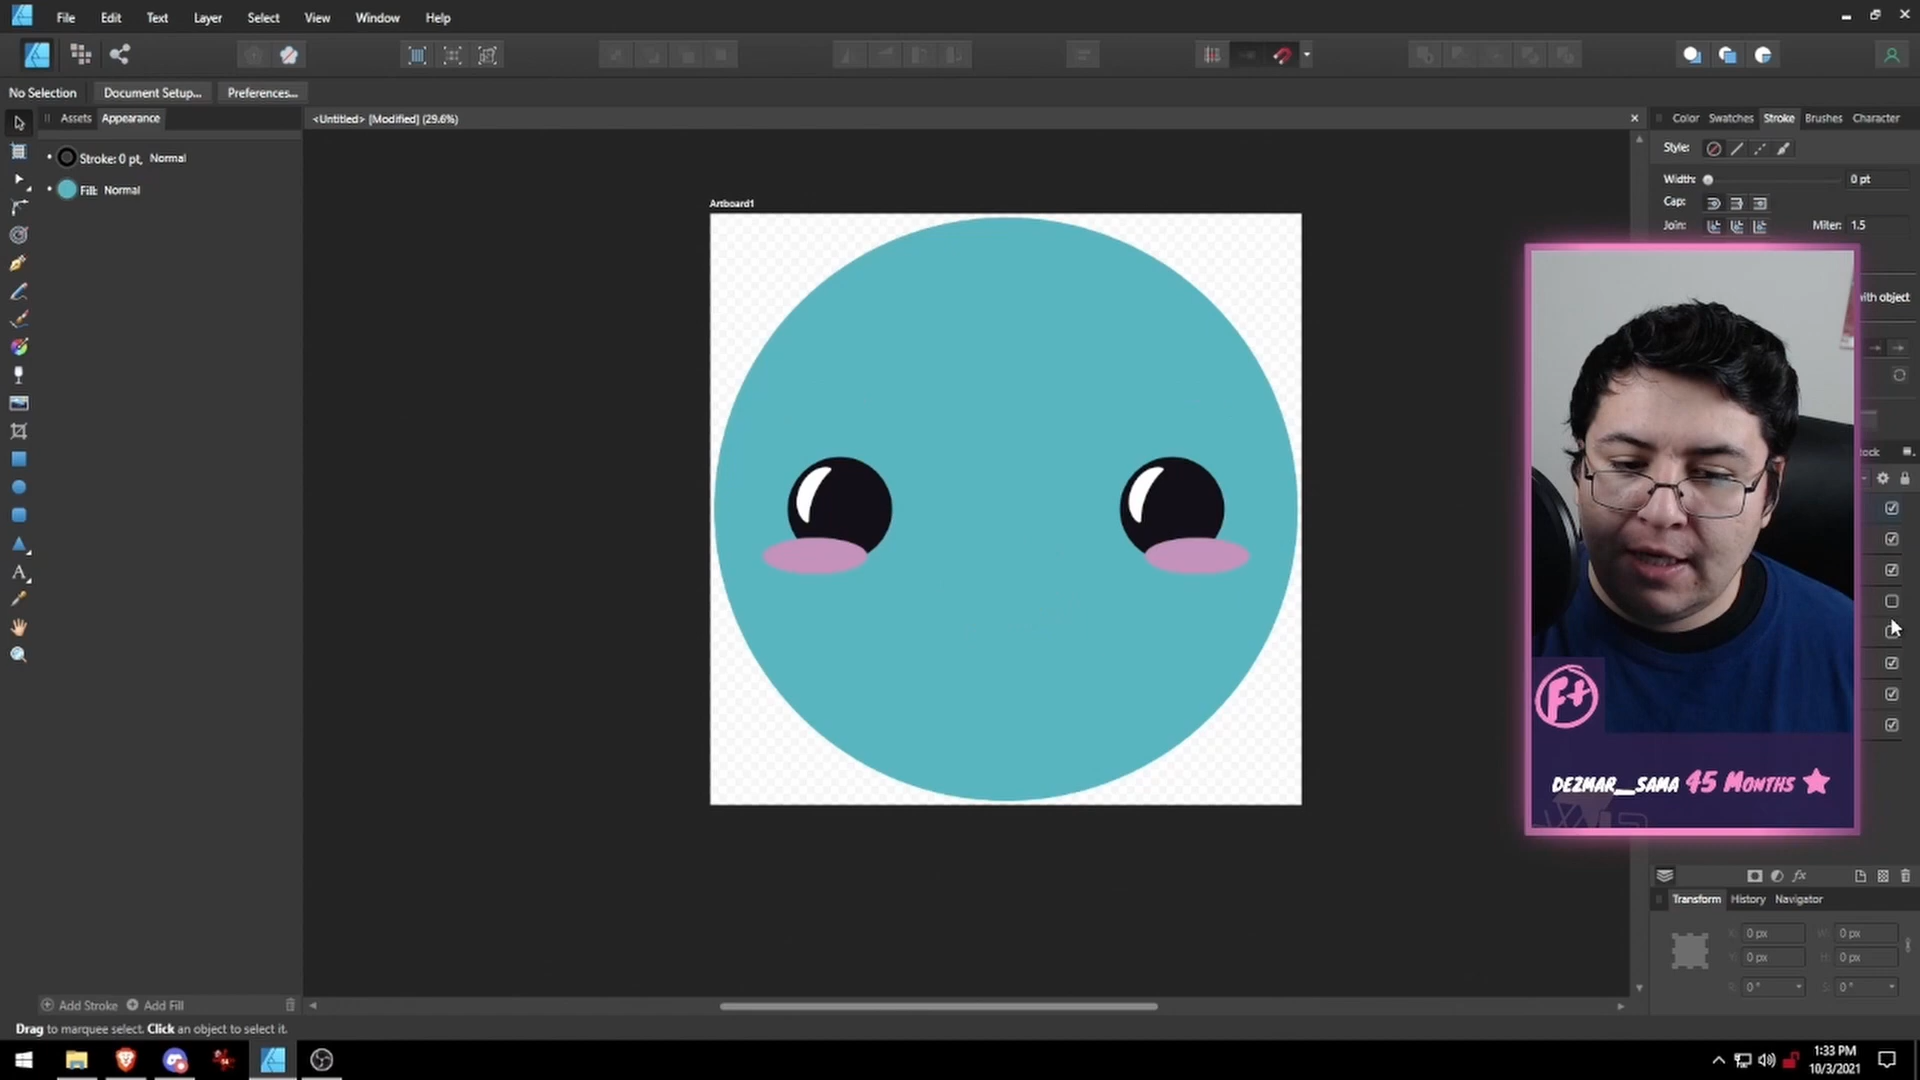 File Edit Text Layer Select View Window Help
No Selection Document Setup... Preferences...
Assets Appearance
<Untitled> [Modified] (29.6%)
Color Swatches Stroke Brushes Character
Stroke: 0 pt, Normal
Fill: Normal
Artboard1
Style:
Width: 0 pt
Cap:
Join: Miter: 1.5
with object
F+
DEZMAR__SAMA 45 MONTHS
Transform History Navigator
X: 0 px W: 0 px
Y: 0 px H: 0 px
R: 0 ° S: 0 °
Add Stroke Add Fill
Drag to marquee select. Click an object to select it.
1:33 PM
10/3/2021